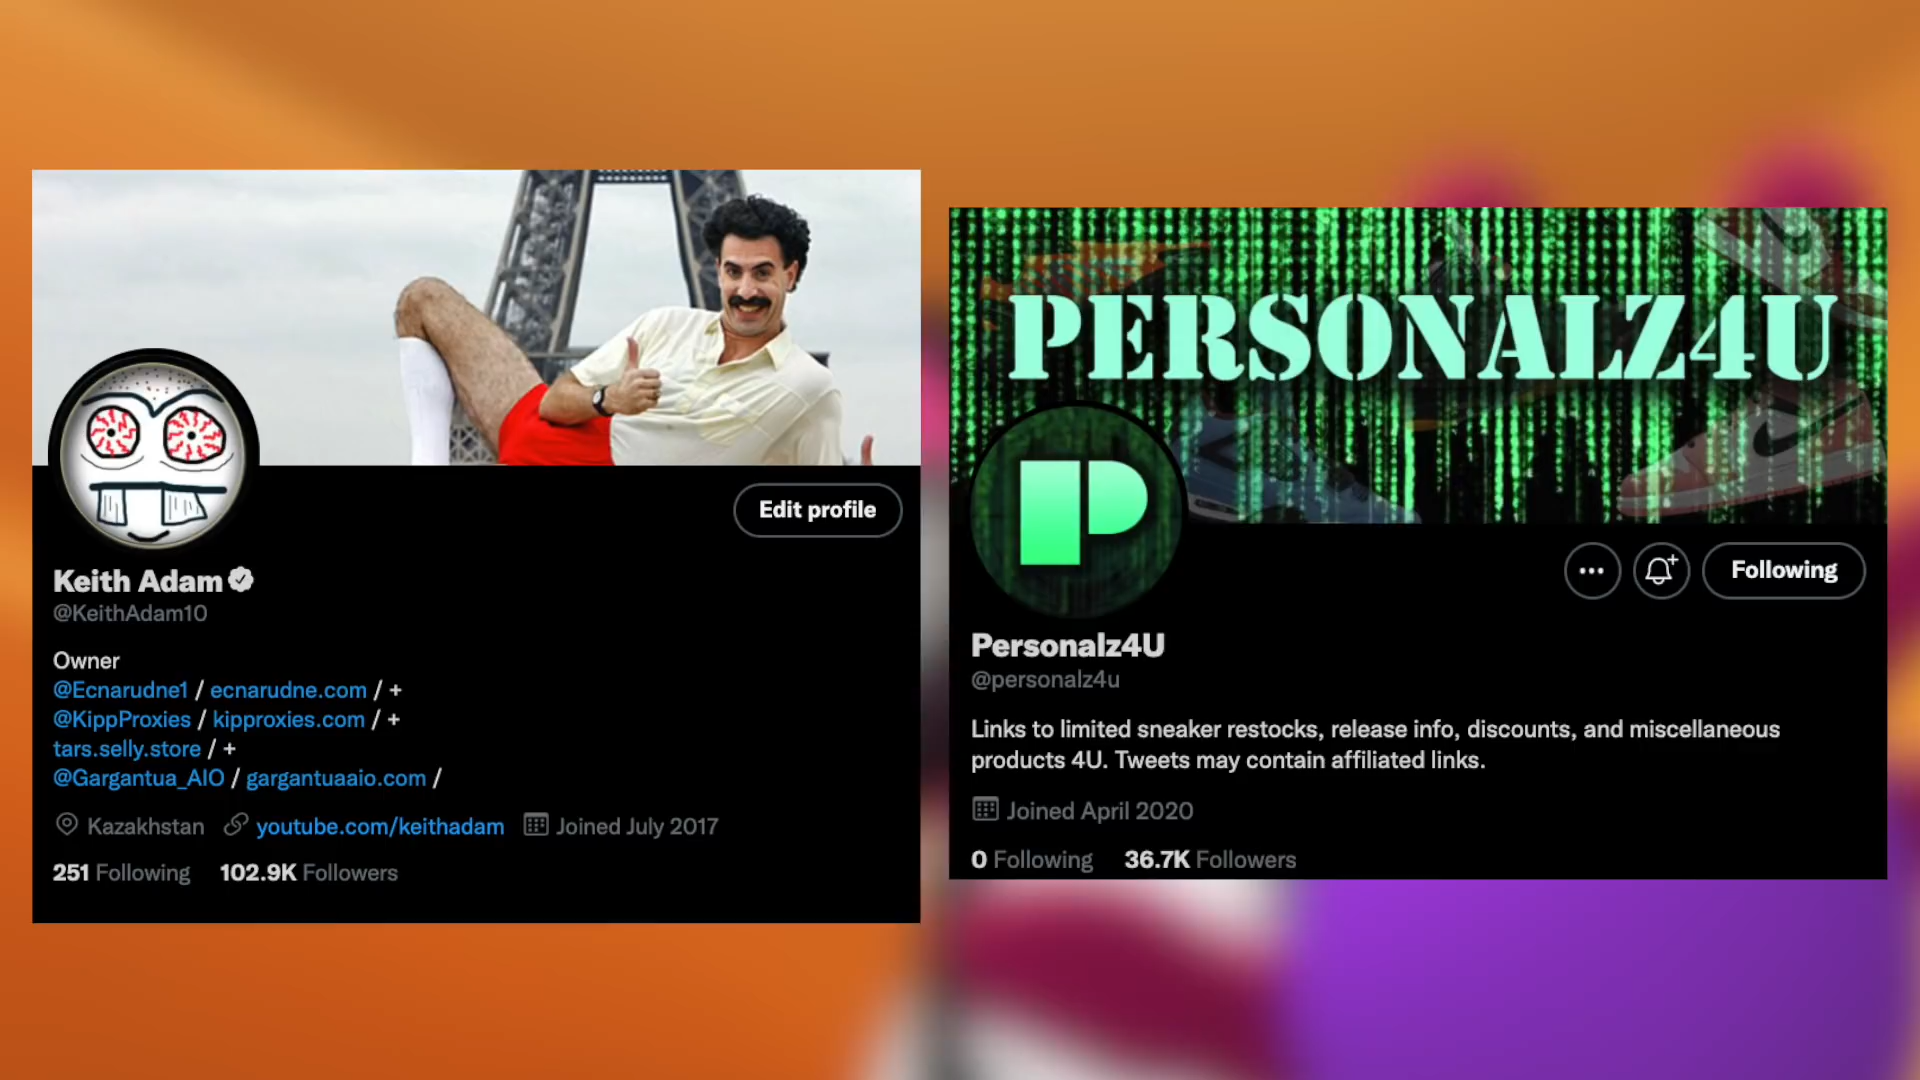 Edit profile
Keith Adam
@KeithAdam10
Owner
@Ecnarudne1 / ecnarudne.com / +
@KippProxies / kipproxies.com / +
tars.selly.store / +
@Gargantua_AIO / gargantuaaio.com /
Kazakhstan youtube.com/keithadam Joined July 2017
251 Following 102.9K Followers
PERSONALZ4U
P
Following
Personalz4U
@personalz4u
Links to limited sneaker restocks, release info, discounts, and miscellaneous
products 4U. Tweets may contain affiliated links.
Joined April 2020
0 Following 36.7K Followers